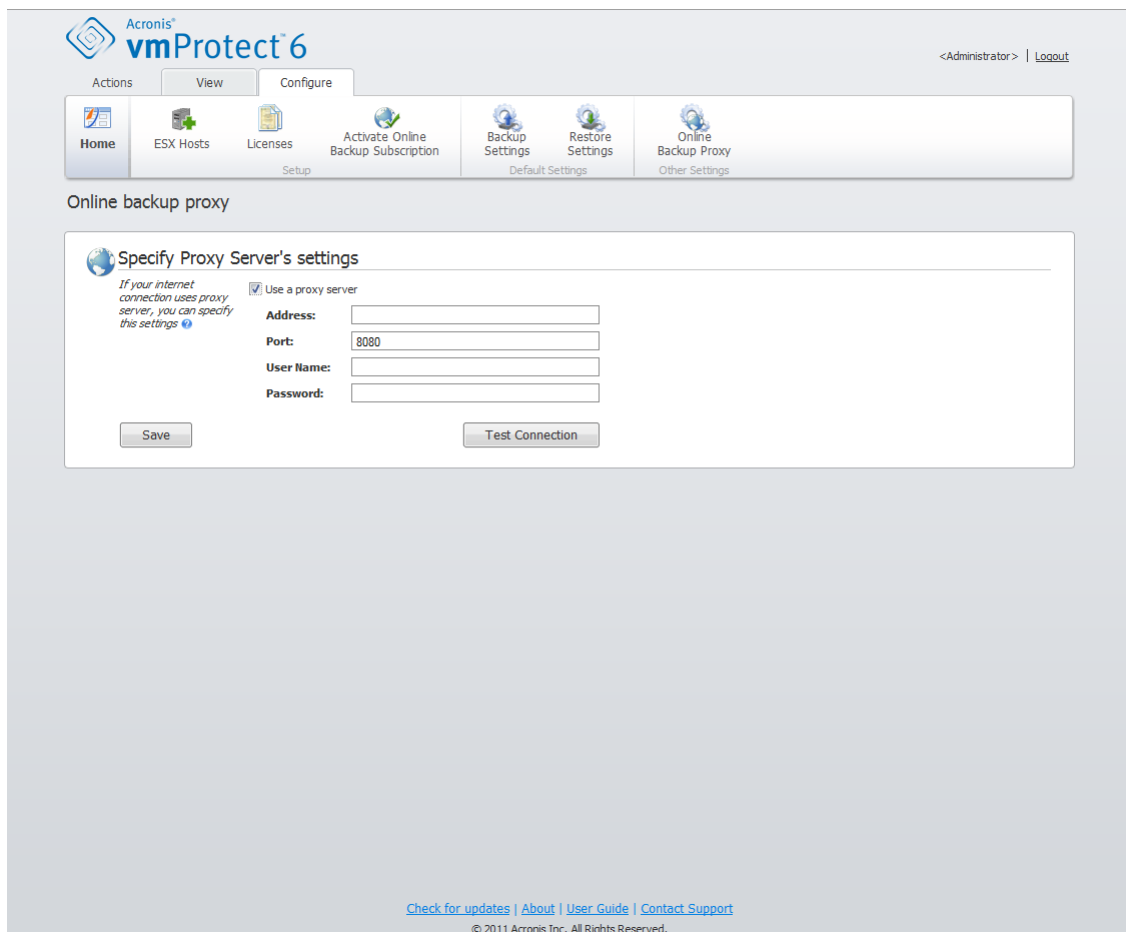 Acronis®
vmProtect™ 6
<Administrator> | Logout
Actions View Configure
Home
ESX Hosts
Licenses
Activate Online
Backup Subscription
Setup
Backup
Settings
Restore
Settings
Default Settings
Online
Backup Proxy
Other Settings
Online backup proxy
Specify Proxy Server's settings
If your internet
connection uses proxy
server, you can specify
this settings ?
Use a proxy server
Address:
Port: 8080
User Name:
Password:
Save Test Connection
Check for updates | About | User Guide | Contact Support
© 2011 Acronis Inc. All Rights Reserved.